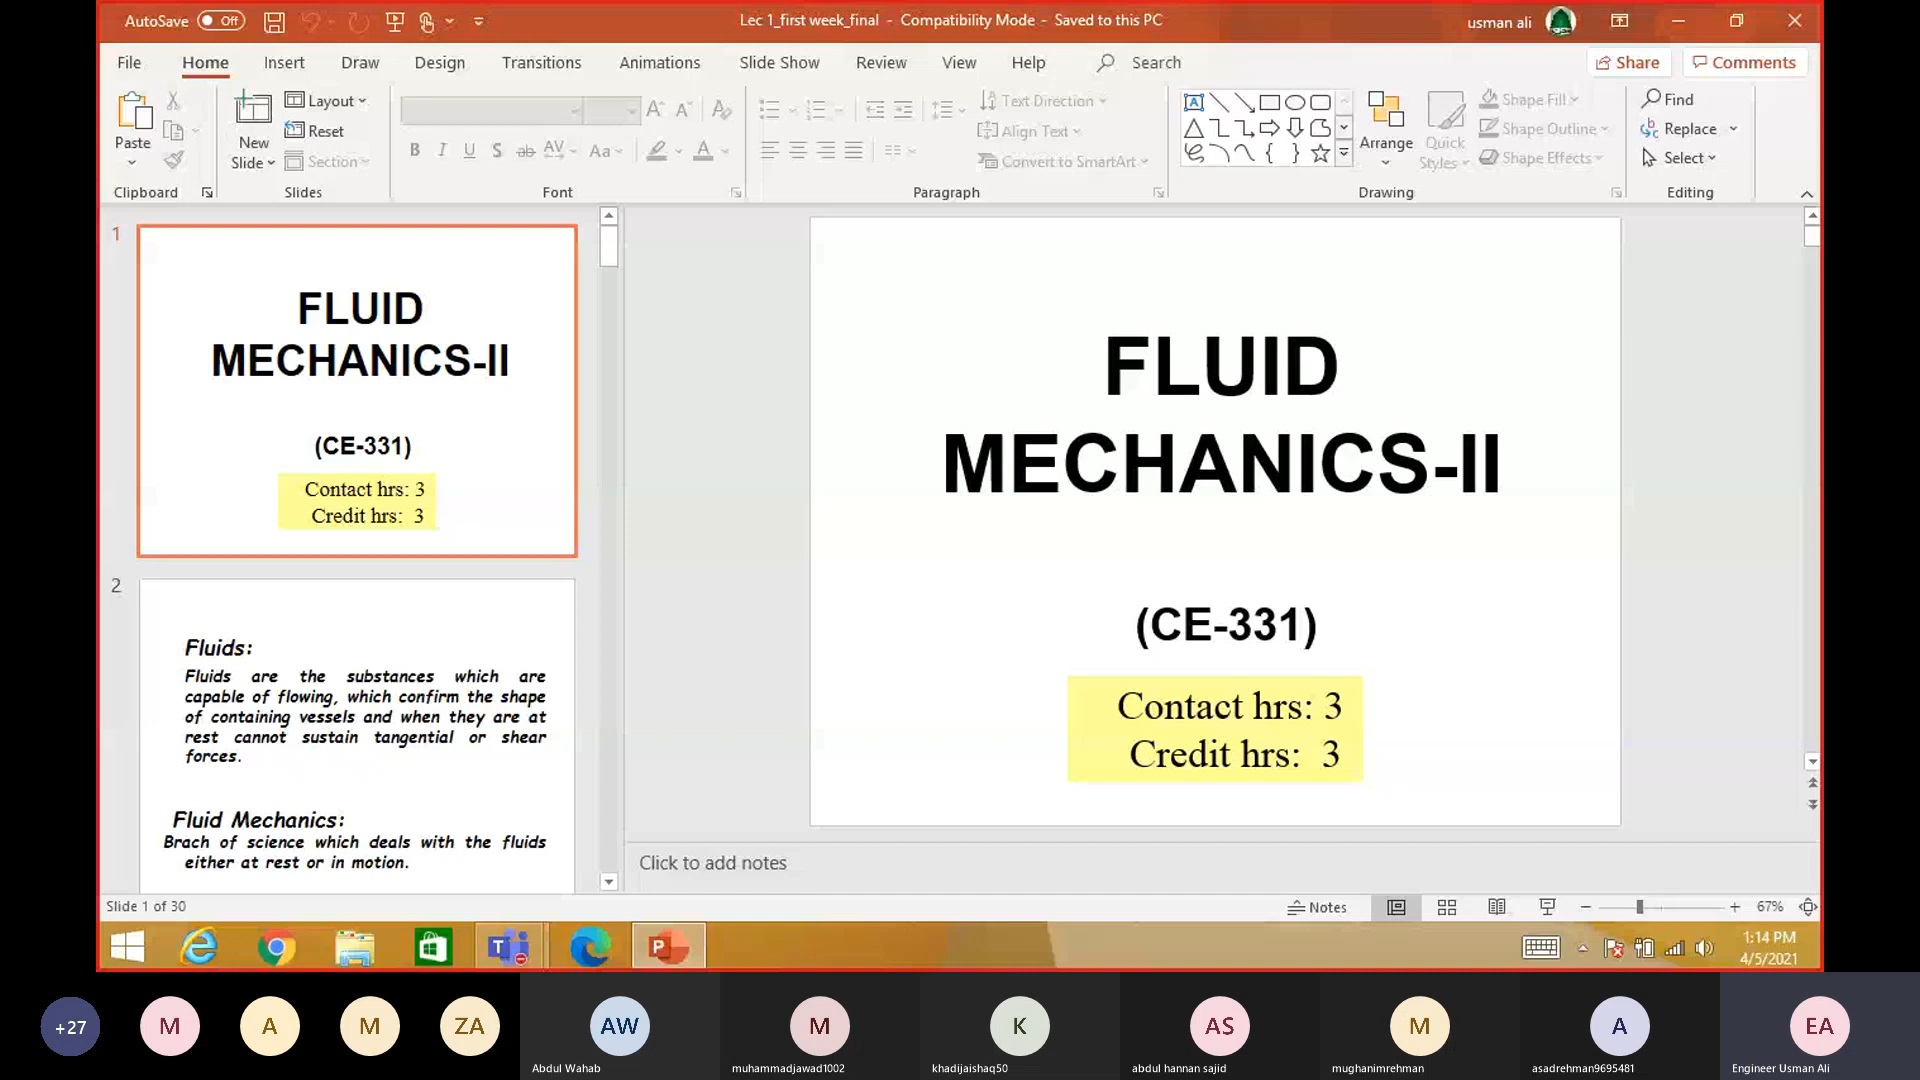 AutoSave Off
Lec 1_first week_final - Compatibility Mode - Saved to this PC
usman ali
File Home Insert Draw Design Transitions Animations Slide Show Review View Help Search
Share Comments
Paste
Clipboard
New
Slide
Layout
Reset
Section
Slides
B I U S ab AV Aa A
Font
Text Direction
Align Text
Convert to SmartArt
Paragraph
Arrange
Quick
Styles
Shape Fill
Shape Outline
Shape Effects
Drawing
Find
Replace
Select
Editing
1
FLUID
MECHANICS-II
(CE-331)
Contact hrs: 3
Credit hrs: 3
2
Fluids:
Fluids are the substances which are
capable of flowing, which confirm the shape
of containing vessels and when they are at
rest cannot sustain tangential or shear
forces.
Fluid Mechanics:
Brach of science which deals with the fluids
either at rest or in motion.
FLUID
MECHANICS-II
(CE-331)
Contact hrs: 3
Credit hrs: 3
Click to add notes
Slide 1 of 30
Notes
67%
1:14 PM
4/5/2021
+27 M A M ZA AW M K AS M A EA
Abdul Wahab
muhammadjawad1002
khadijaishaq50
abdul hannan sajid
mughanimrehman
asadrehman9695481
Engineer Usman Ali